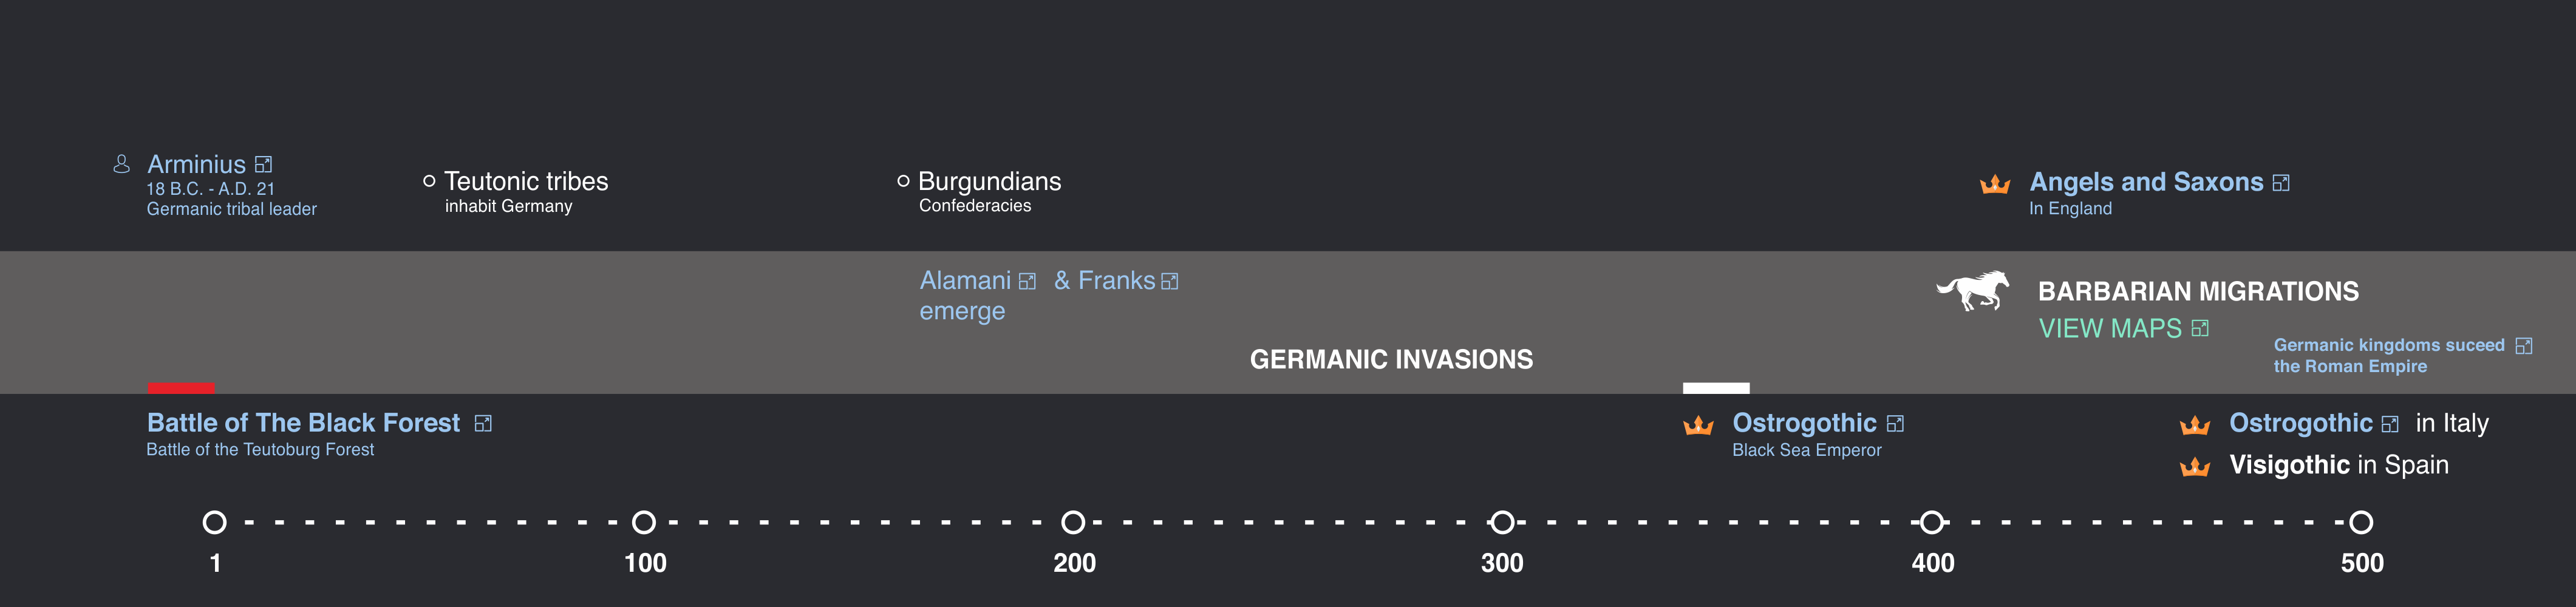 Arminius
18 B.C. - A.D. 21
Germanic tribal leader
Teutonic tribes
inhabit Germany
Burgundians
Confederacies
Angels and Saxons
In England
Alamani & Franks
emerge
BARBARIAN MIGRATIONS
VIEW MAPS
Germanic kingdoms suceed
the Roman Empire
GERMANIC INVASIONS
Battle of The Black Forest
Battle of the Teutoburg Forest
Ostrogothic
Black Sea Emperor
Ostrogothic in Italy
Visigothic in Spain
1 100 200 300 400 500